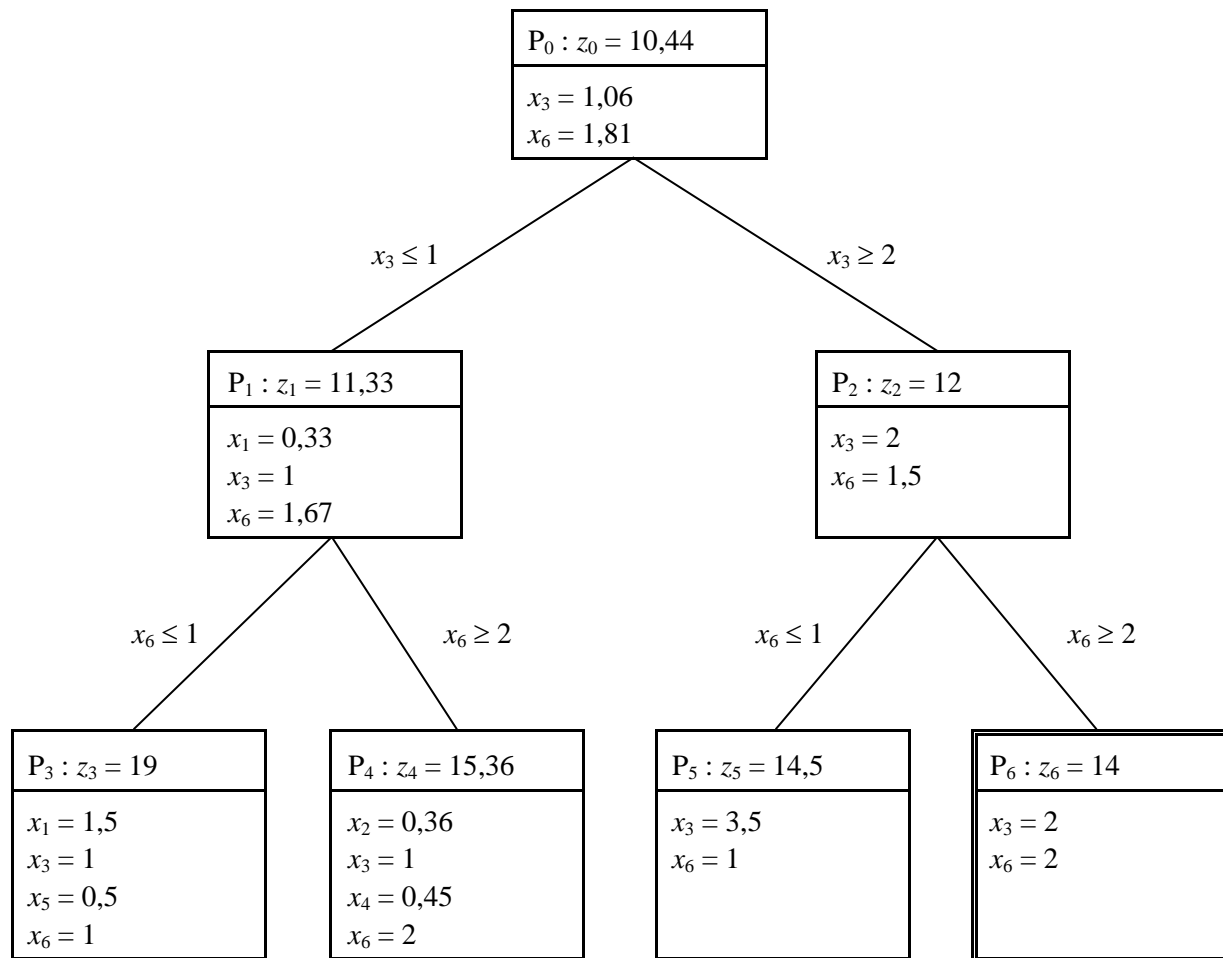 P₀ : z₀ = 10,44
x₃ = 1,06
x₆ = 1,81
x₃ ≤ 1
x₃ ≥ 2
P₁ : z₁ = 11,33
x₁ = 0,33
x₃ = 1
x₆ = 1,67
P₂ : z₂ = 12
x₃ = 2
x₆ = 1,5
x₆ ≤ 1
x₆ ≥ 2
x₆ ≤ 1
x₆ ≥ 2
P₃ : z₃ = 19
x₁ = 1,5
x₃ = 1
x₅ = 0,5
x₆ = 1
P₄ : z₄ = 15,36
x₂ = 0,36
x₃ = 1
x₄ = 0,45
x₆ = 2
P₅ : z₅ = 14,5
x₃ = 3,5
x₆ = 1
P₆ : z₆ = 14
x₃ = 2
x₆ = 2